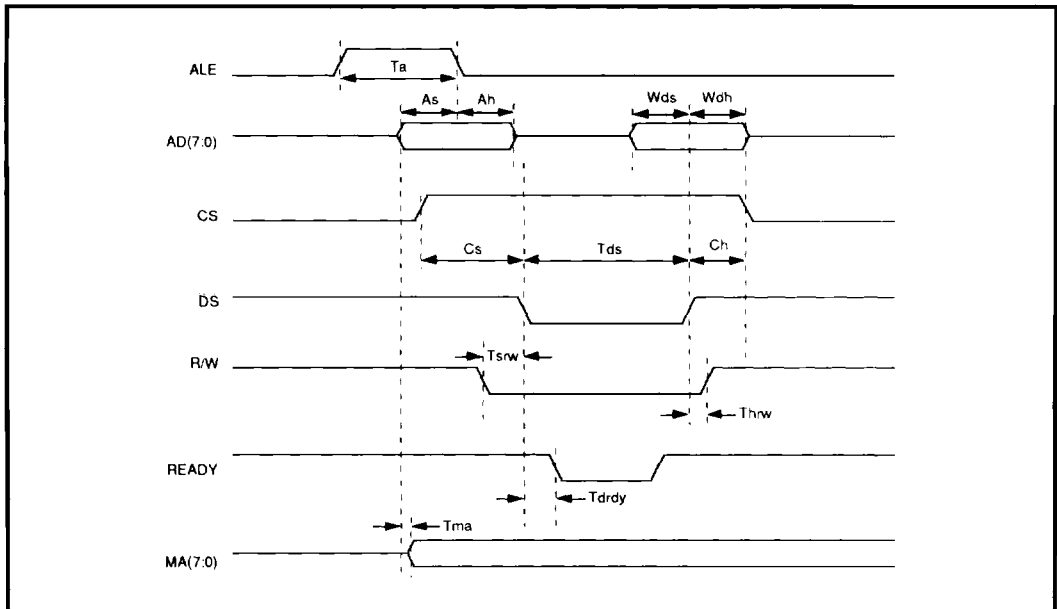 ALE
Ta
As Ah Wds Wdh
AD(7:0)
CS
Cs Tds Ch
DS
Tsrw
R/W
Thrw
READY
Tdrdy
Tma
MA(7:0)